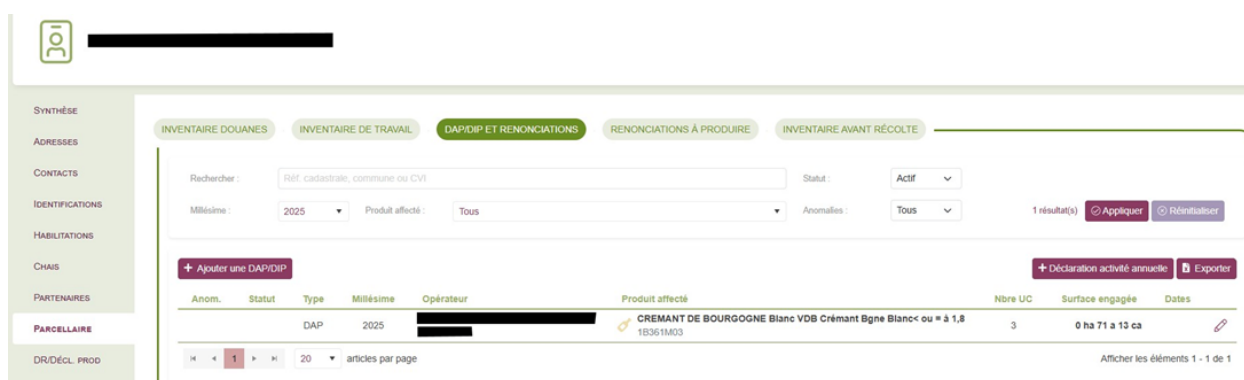 SYNTHÈSE
ADRESSES
CONTACTS
IDENTIFICATIONS
HABILITATIONS
CHAIS
PARTENAIRES
PARCELLAIRE
DR/DÉCL. PROD
INVENTAIRE DOUANES INVENTAIRE DE TRAVAIL DAP/DIP ET RENONCIATIONS RENONCIATIONS À PRODUIRE INVENTAIRE AVANT RÉCOLTE
Rechercher : Réf. cadastrale, commune ou CVI Statut : Actif
Millésime : 2025 Produit affecté : Tous Anomalies : Tous 1 résultat(s) Appliquer Réinitialiser
+ Ajouter une DAP/DIP + Déclaration activité annuelle Exporter
Anom. Statut Type Millésime Opérateur Produit affecté Nbre UC Surface engagée Dates
DAP 2025 CREMANT DE BOURGOGNE Blanc VDB Crémant Bgne Blanc< ou = à 1,8 3 0 ha 71 a 13 ca
1B361M03
1 20 articles par page Afficher les éléments 1 - 1 de 1